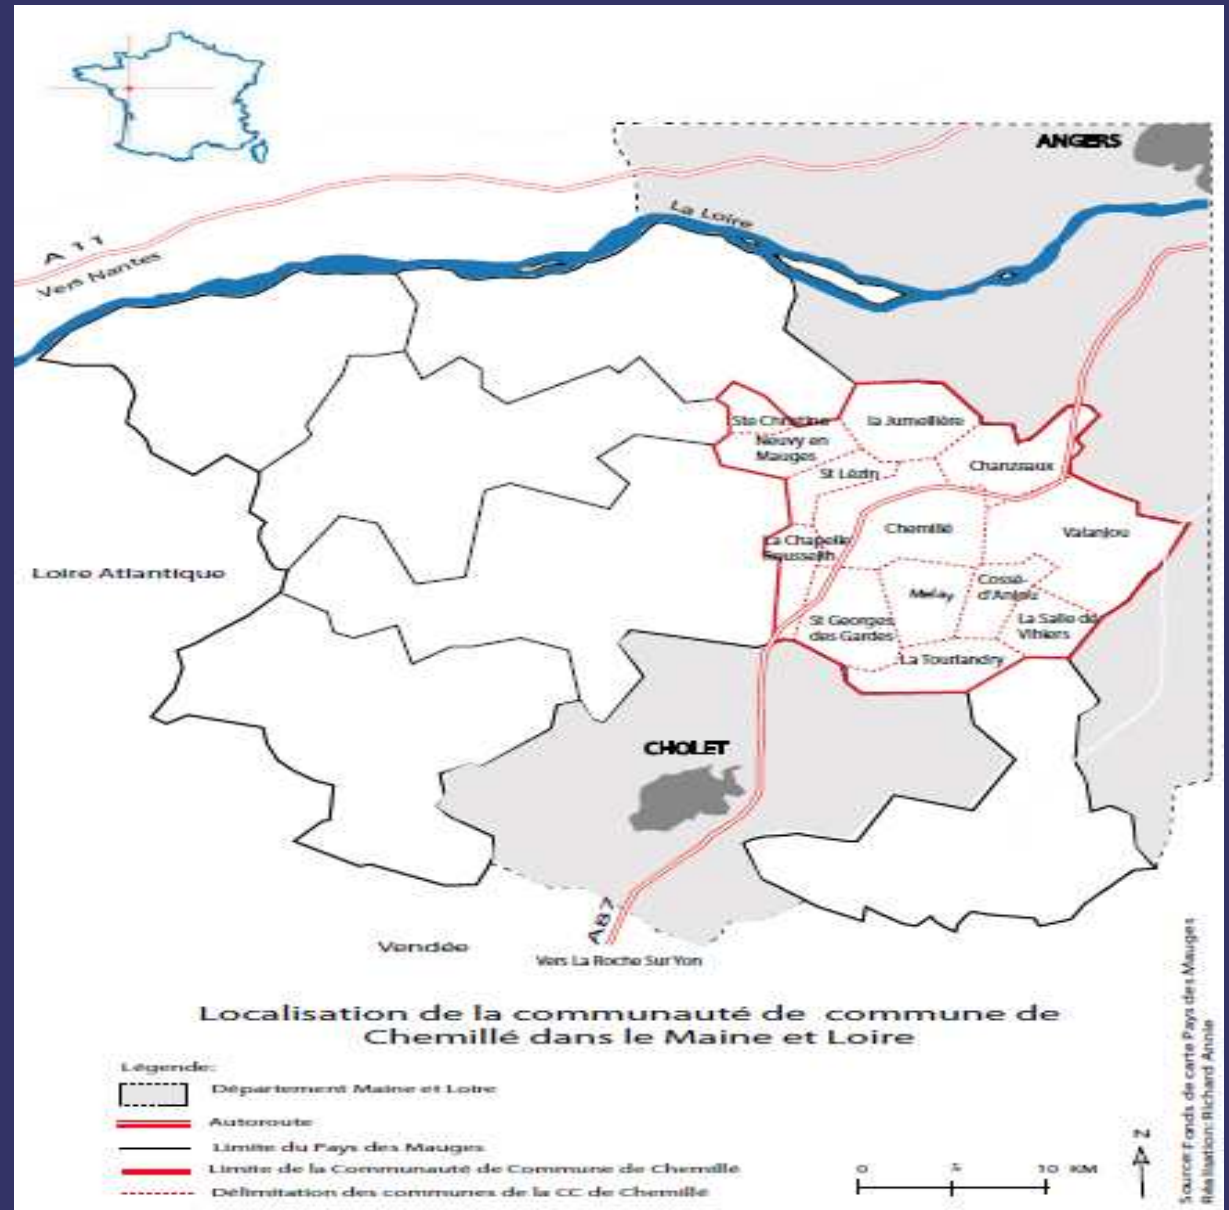 ANGERS
La Loire
A 11
Vers Nantes
Ste Christine
la Jumellière
Neuvy en
Mauges
St Lézin
Chanzeaux
Chemillé
Valanjou
La Chapelle
Rousselin
Loire Atlantique
Melay
Cossé-
d'Anjou
St Georges
des Gardes
La Salle de
Vihiers
La Tourlandry
CHOLET
A87
Vendée
Vers La Roche Sur Yon
Localisation de la communauté de commune de
Chemillé dans le Maine et Loire
Légende:
Département Maine et Loire
Autoroute
Limite du Pays des Mauges
Limite de la Communauté de Commune de Chemillé
Délimitation des communes de la CC de Chemillé
0 5 10 KM
N
Source: Fonds de carte Pays des Mauges
Réalisation: Richard Annie